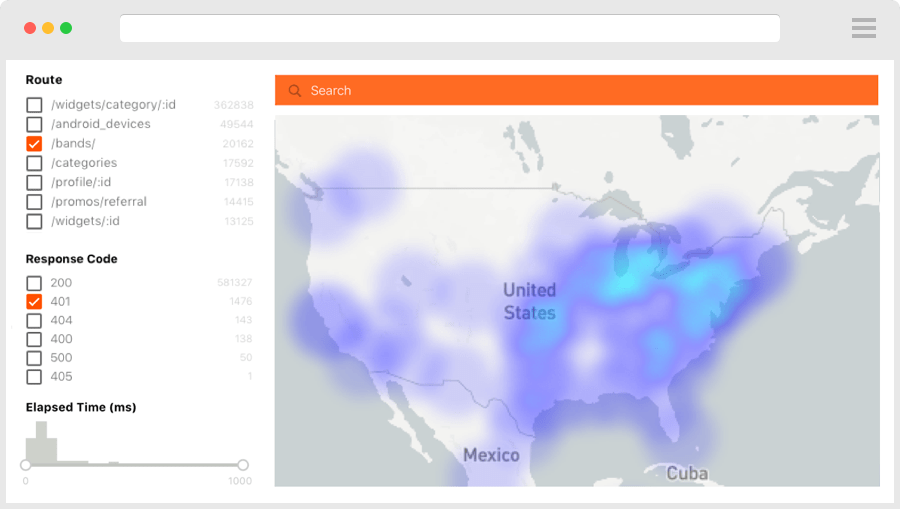 Search
Route
/widgets/category/:id 362838
/android_devices 49544
/bands/ 20162
/categories 17592
/profile/:id 17138
/promos/referral 14415
/widgets/:id 13125
Response Code
200 581327
401 1476
404 143
400 138
500 50
405 1
Elapsed Time (ms)
0 1000
United
States
Mexico
Cuba